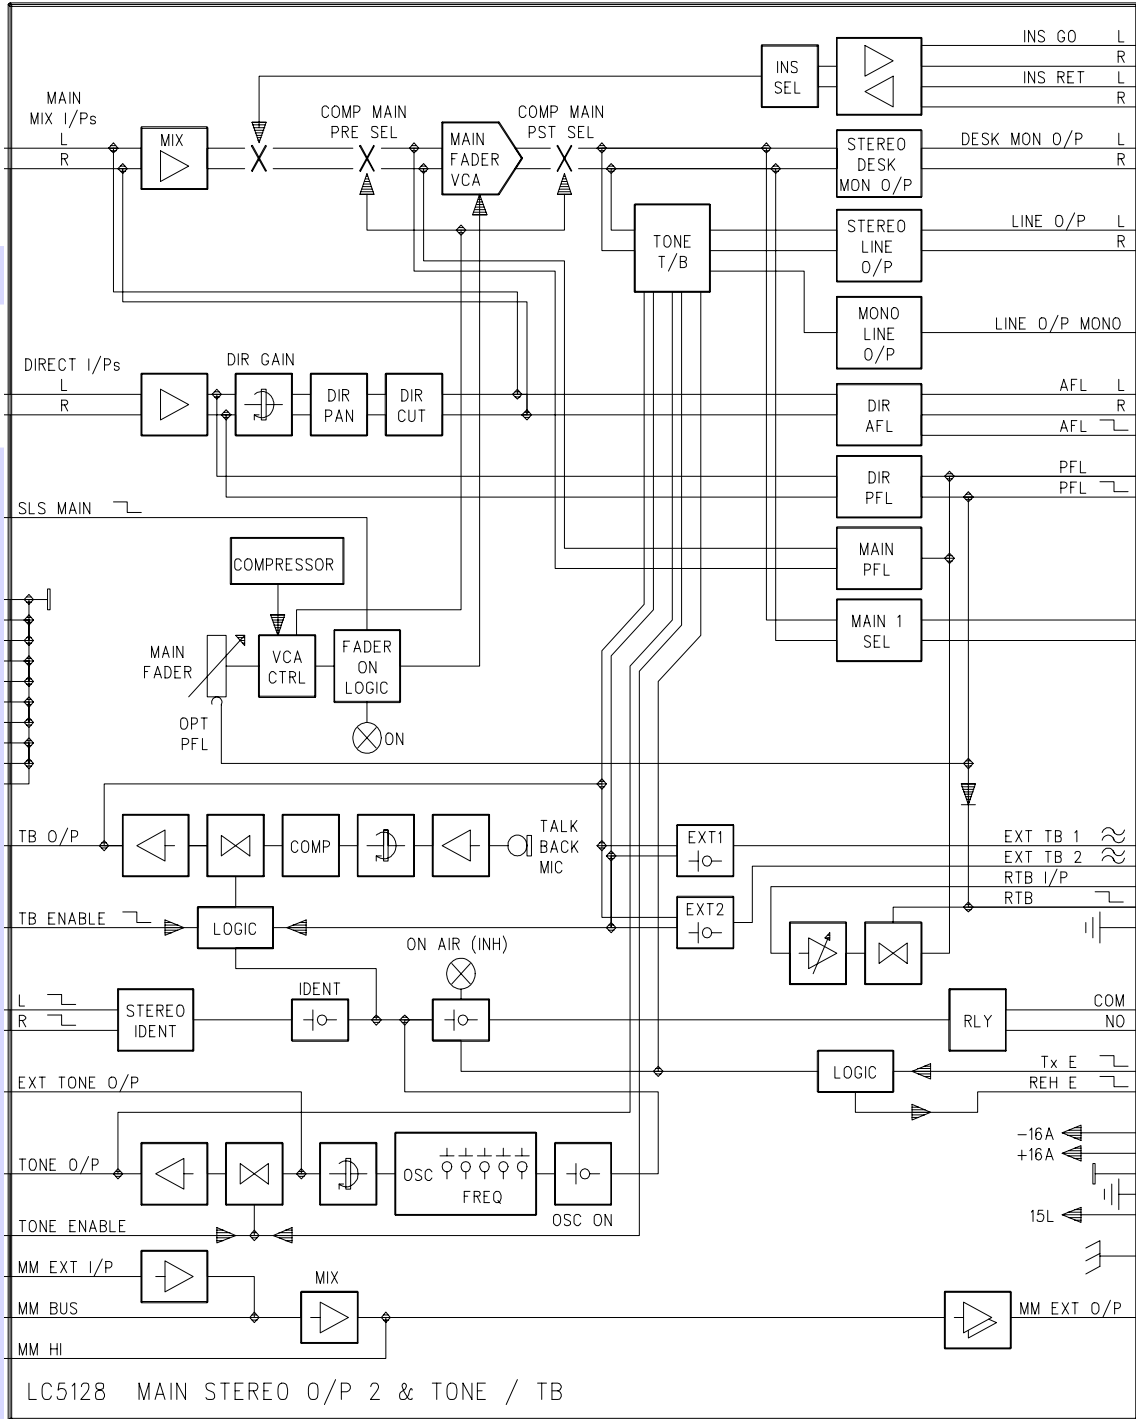 INS GO L
R
INS RET L
R
INS
SEL
MAIN
MIX I/Ps
L
R
MIX
COMP MAIN
PRE SEL
MAIN
FADER
VCA
COMP MAIN
PST SEL
STEREO
DESK
MON O/P
DESK MON O/P L
R
TONE
T/B
STEREO
LINE
O/P
LINE O/P L
R
MONO
LINE
O/P
LINE O/P MONO
DIRECT I/Ps
L
R
DIR GAIN
DIR
PAN
DIR
CUT
DIR
AFL
AFL L
R
AFL
DIR
PFL
PFL
PFL
SLS MAIN
MAIN
PFL
COMPRESSOR
MAIN 1
SEL
MAIN
FADER
VCA
CTRL
FADER
ON
LOGIC
OPT
PFL
ON
TB O/P
COMP
TALK
BACK
MIC
EXT1
EXT TB 1
EXT TB 2
RTB I/P
RTB
TB ENABLE
LOGIC
EXT2
ON AIR (INH)
L
R
STEREO
IDENT
IDENT
RLY
COM
NO
LOGIC
Tx E
REH E
EXT TONE O/P
-16A
+16A
TONE O/P
OSC
FREQ
OSC ON
15L
TONE ENABLE
MM EXT I/P
MIX
MM BUS
MM EXT O/P
MM HI
LC5128 MAIN STEREO O/P 2 & TONE / TB